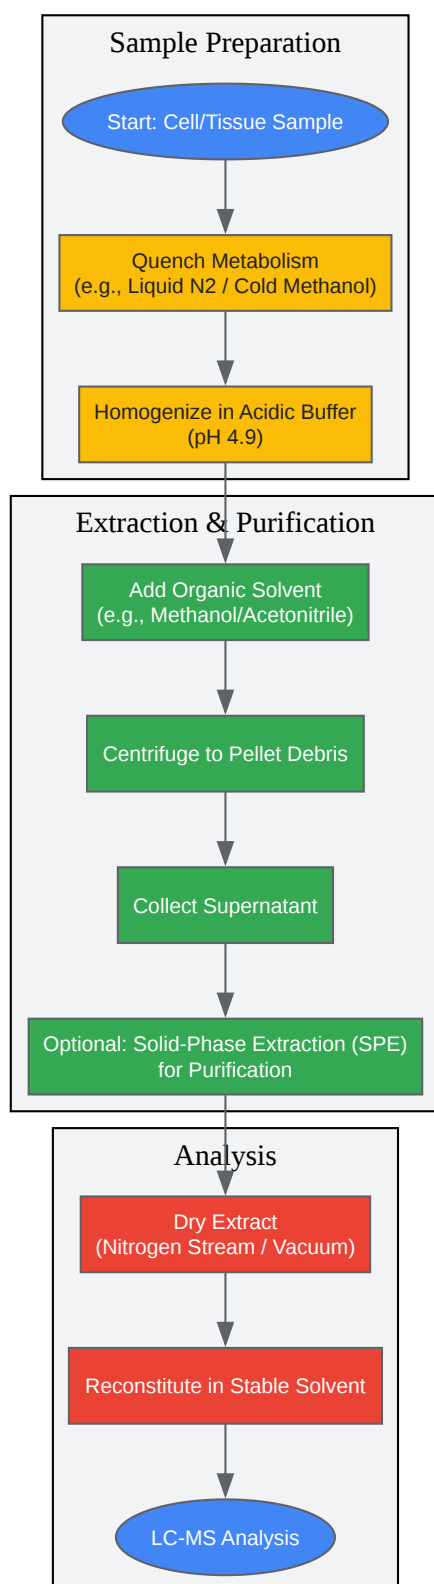 Sample Preparation
Start: Cell/Tissue Sample
Quench Metabolism
(e.g., Liquid N2 / Cold Methanol)
Homogenize in Acidic Buffer
(pH 4.9)
Extraction & Purification
Add Organic Solvent
(e.g., Methanol/Acetonitrile)
Centrifuge to Pellet Debris
Collect Supernatant
Optional: Solid-Phase Extraction (SPE)
for Purification
Analysis
Dry Extract
(Nitrogen Stream / Vacuum)
Reconstitute in Stable Solvent
LC-MS Analysis